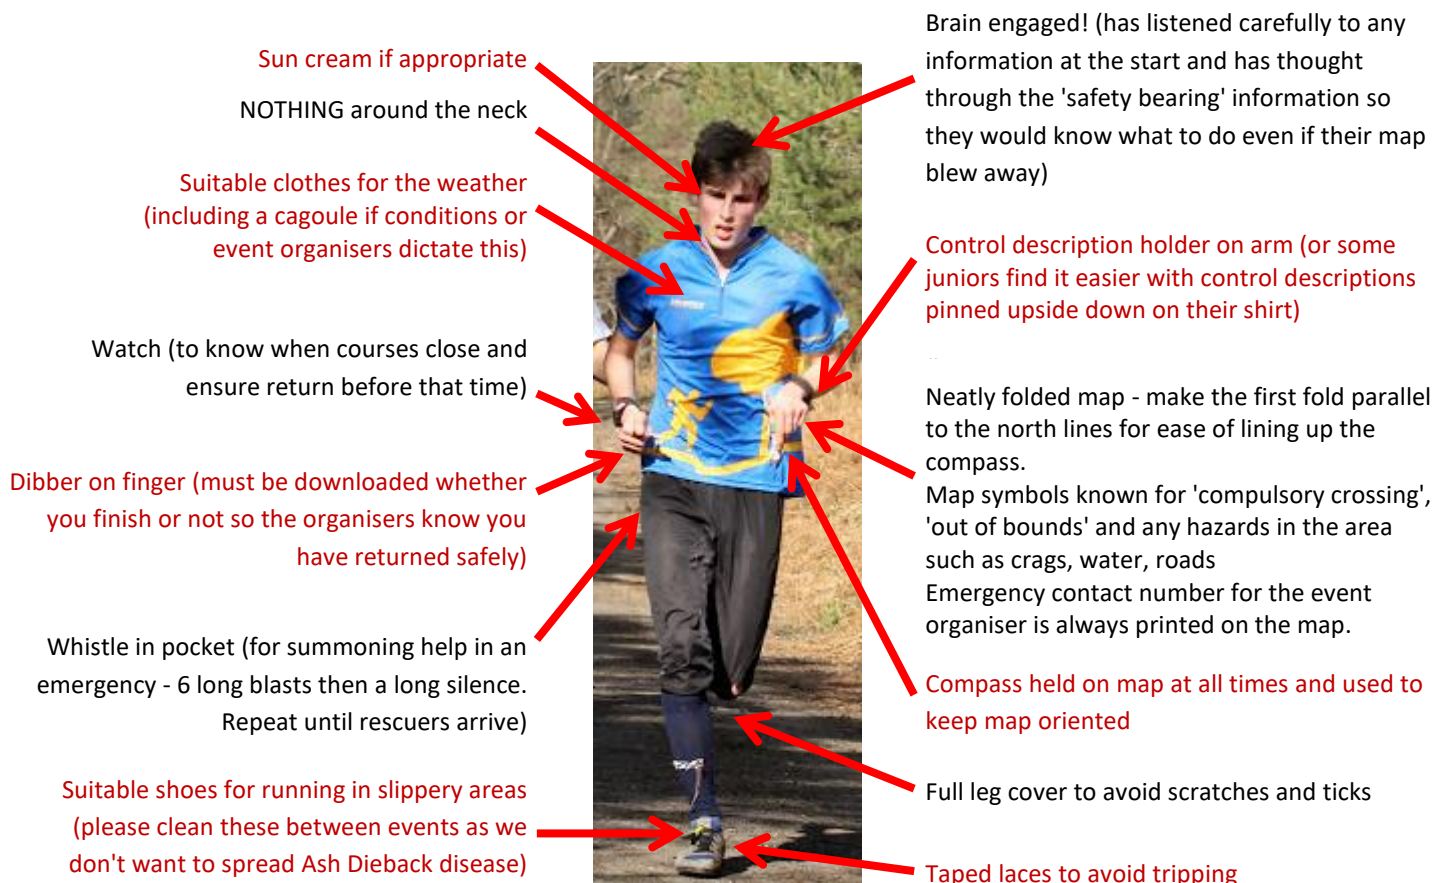 Sun cream if appropriate
NOTHING around the neck
Suitable clothes for the weather
(including a cagoule if conditions or
event organisers dictate this)
Watch (to know when courses close and
ensure return before that time)
Dibber on finger (must be downloaded whether
you finish or not so the organisers know you
have returned safely)
Whistle in pocket (for summoning help in an
emergency - 6 long blasts then a long silence.
Repeat until rescuers arrive)
Suitable shoes for running in slippery areas
(please clean these between events as we
don't want to spread Ash Dieback disease)
Brain engaged! (has listened carefully to any
information at the start and has thought
through the 'safety bearing' information so
they would know what to do even if their map
blew away)
Control description holder on arm (or some
juniors find it easier with control descriptions
pinned upside down on their shirt)
Neatly folded map - make the first fold parallel
to the north lines for ease of lining up the
compass.
Map symbols known for 'compulsory crossing',
'out of bounds' and any hazards in the area
such as crags, water, roads
Emergency contact number for the event
organiser is always printed on the map.
Compass held on map at all times and used to
keep map oriented
Full leg cover to avoid scratches and ticks
Taped laces to avoid tripping